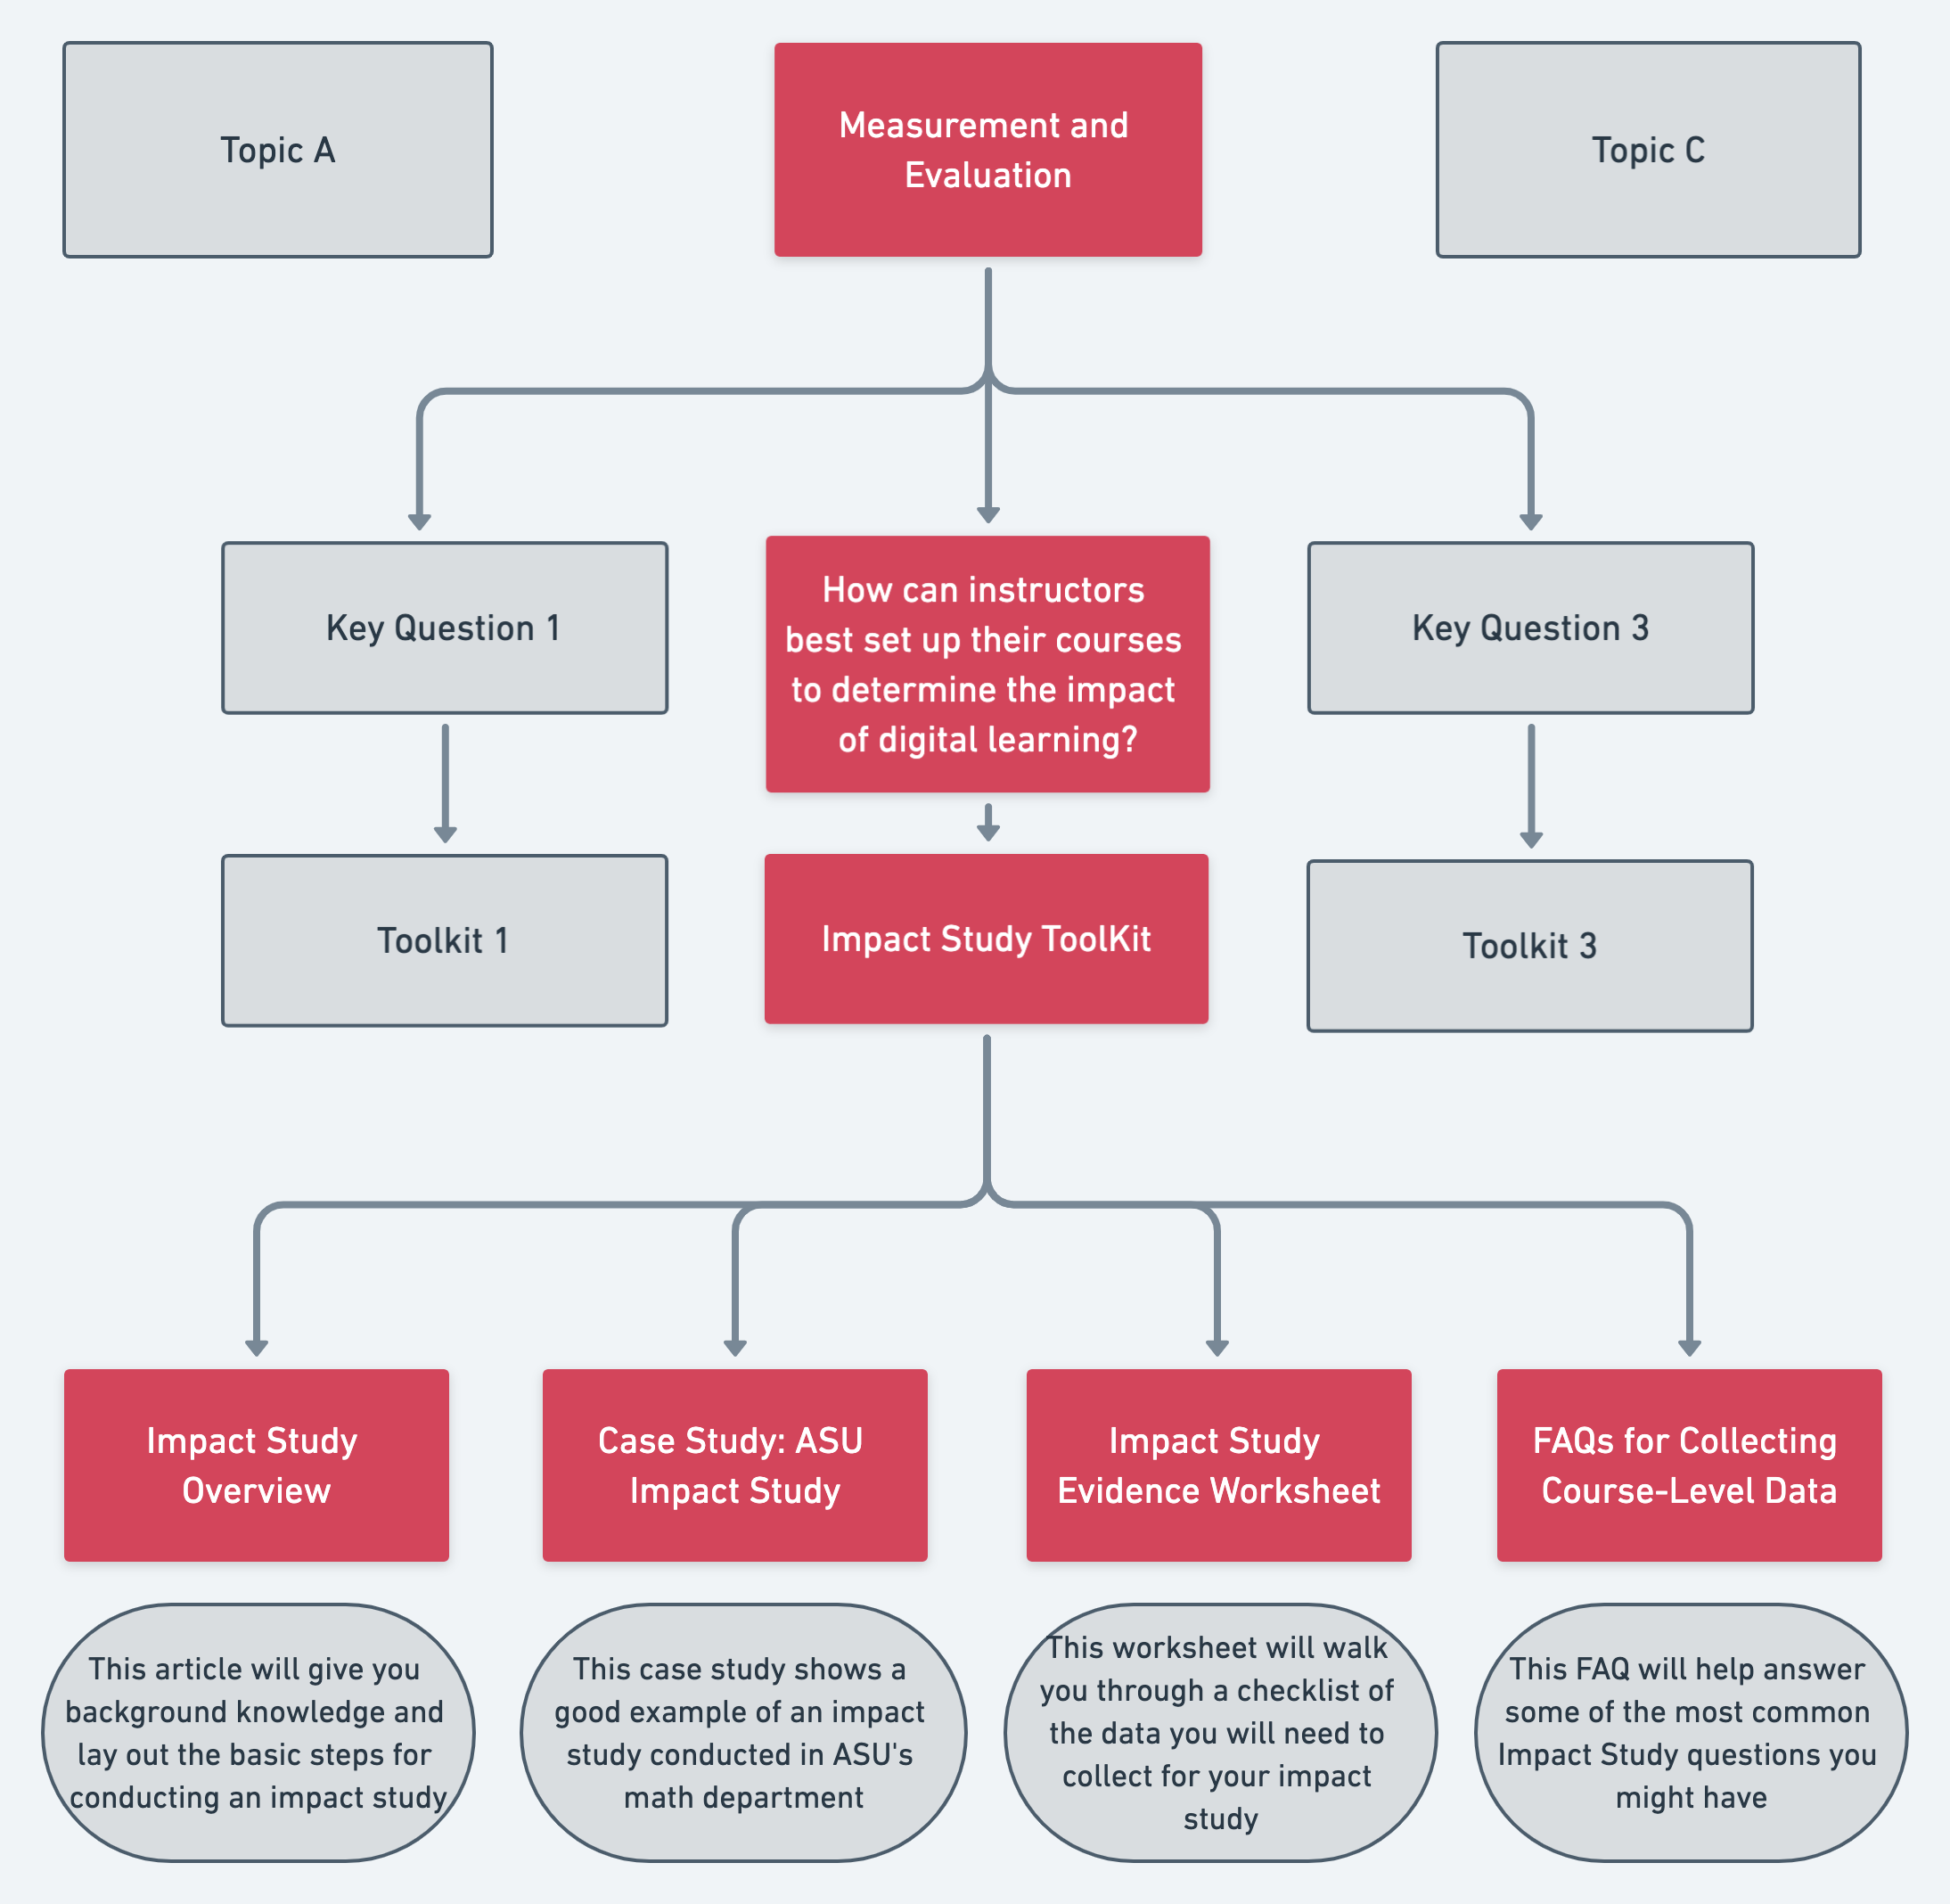 Topic A
Measurement and
Evaluation
Topic C
Key Question 1
How can instructors
best set up their courses
to determine the impact
of digital learning?
Key Question 3
Toolkit 1
Impact Study ToolKit
Toolkit 3
Impact Study
Overview
Case Study: ASU
Impact Study
Impact Study
Evidence Worksheet
FAQs for Collecting
Course-Level Data
This article will give you
background knowledge and
lay out the basic steps for
conducting an impact study
This case study shows a
good example of an impact
study conducted in ASU's
math department
This worksheet will walk
you through a checklist of
the data you will need to
collect for your impact
study
This FAQ will help answer
some of the most common
Impact Study questions you
might have